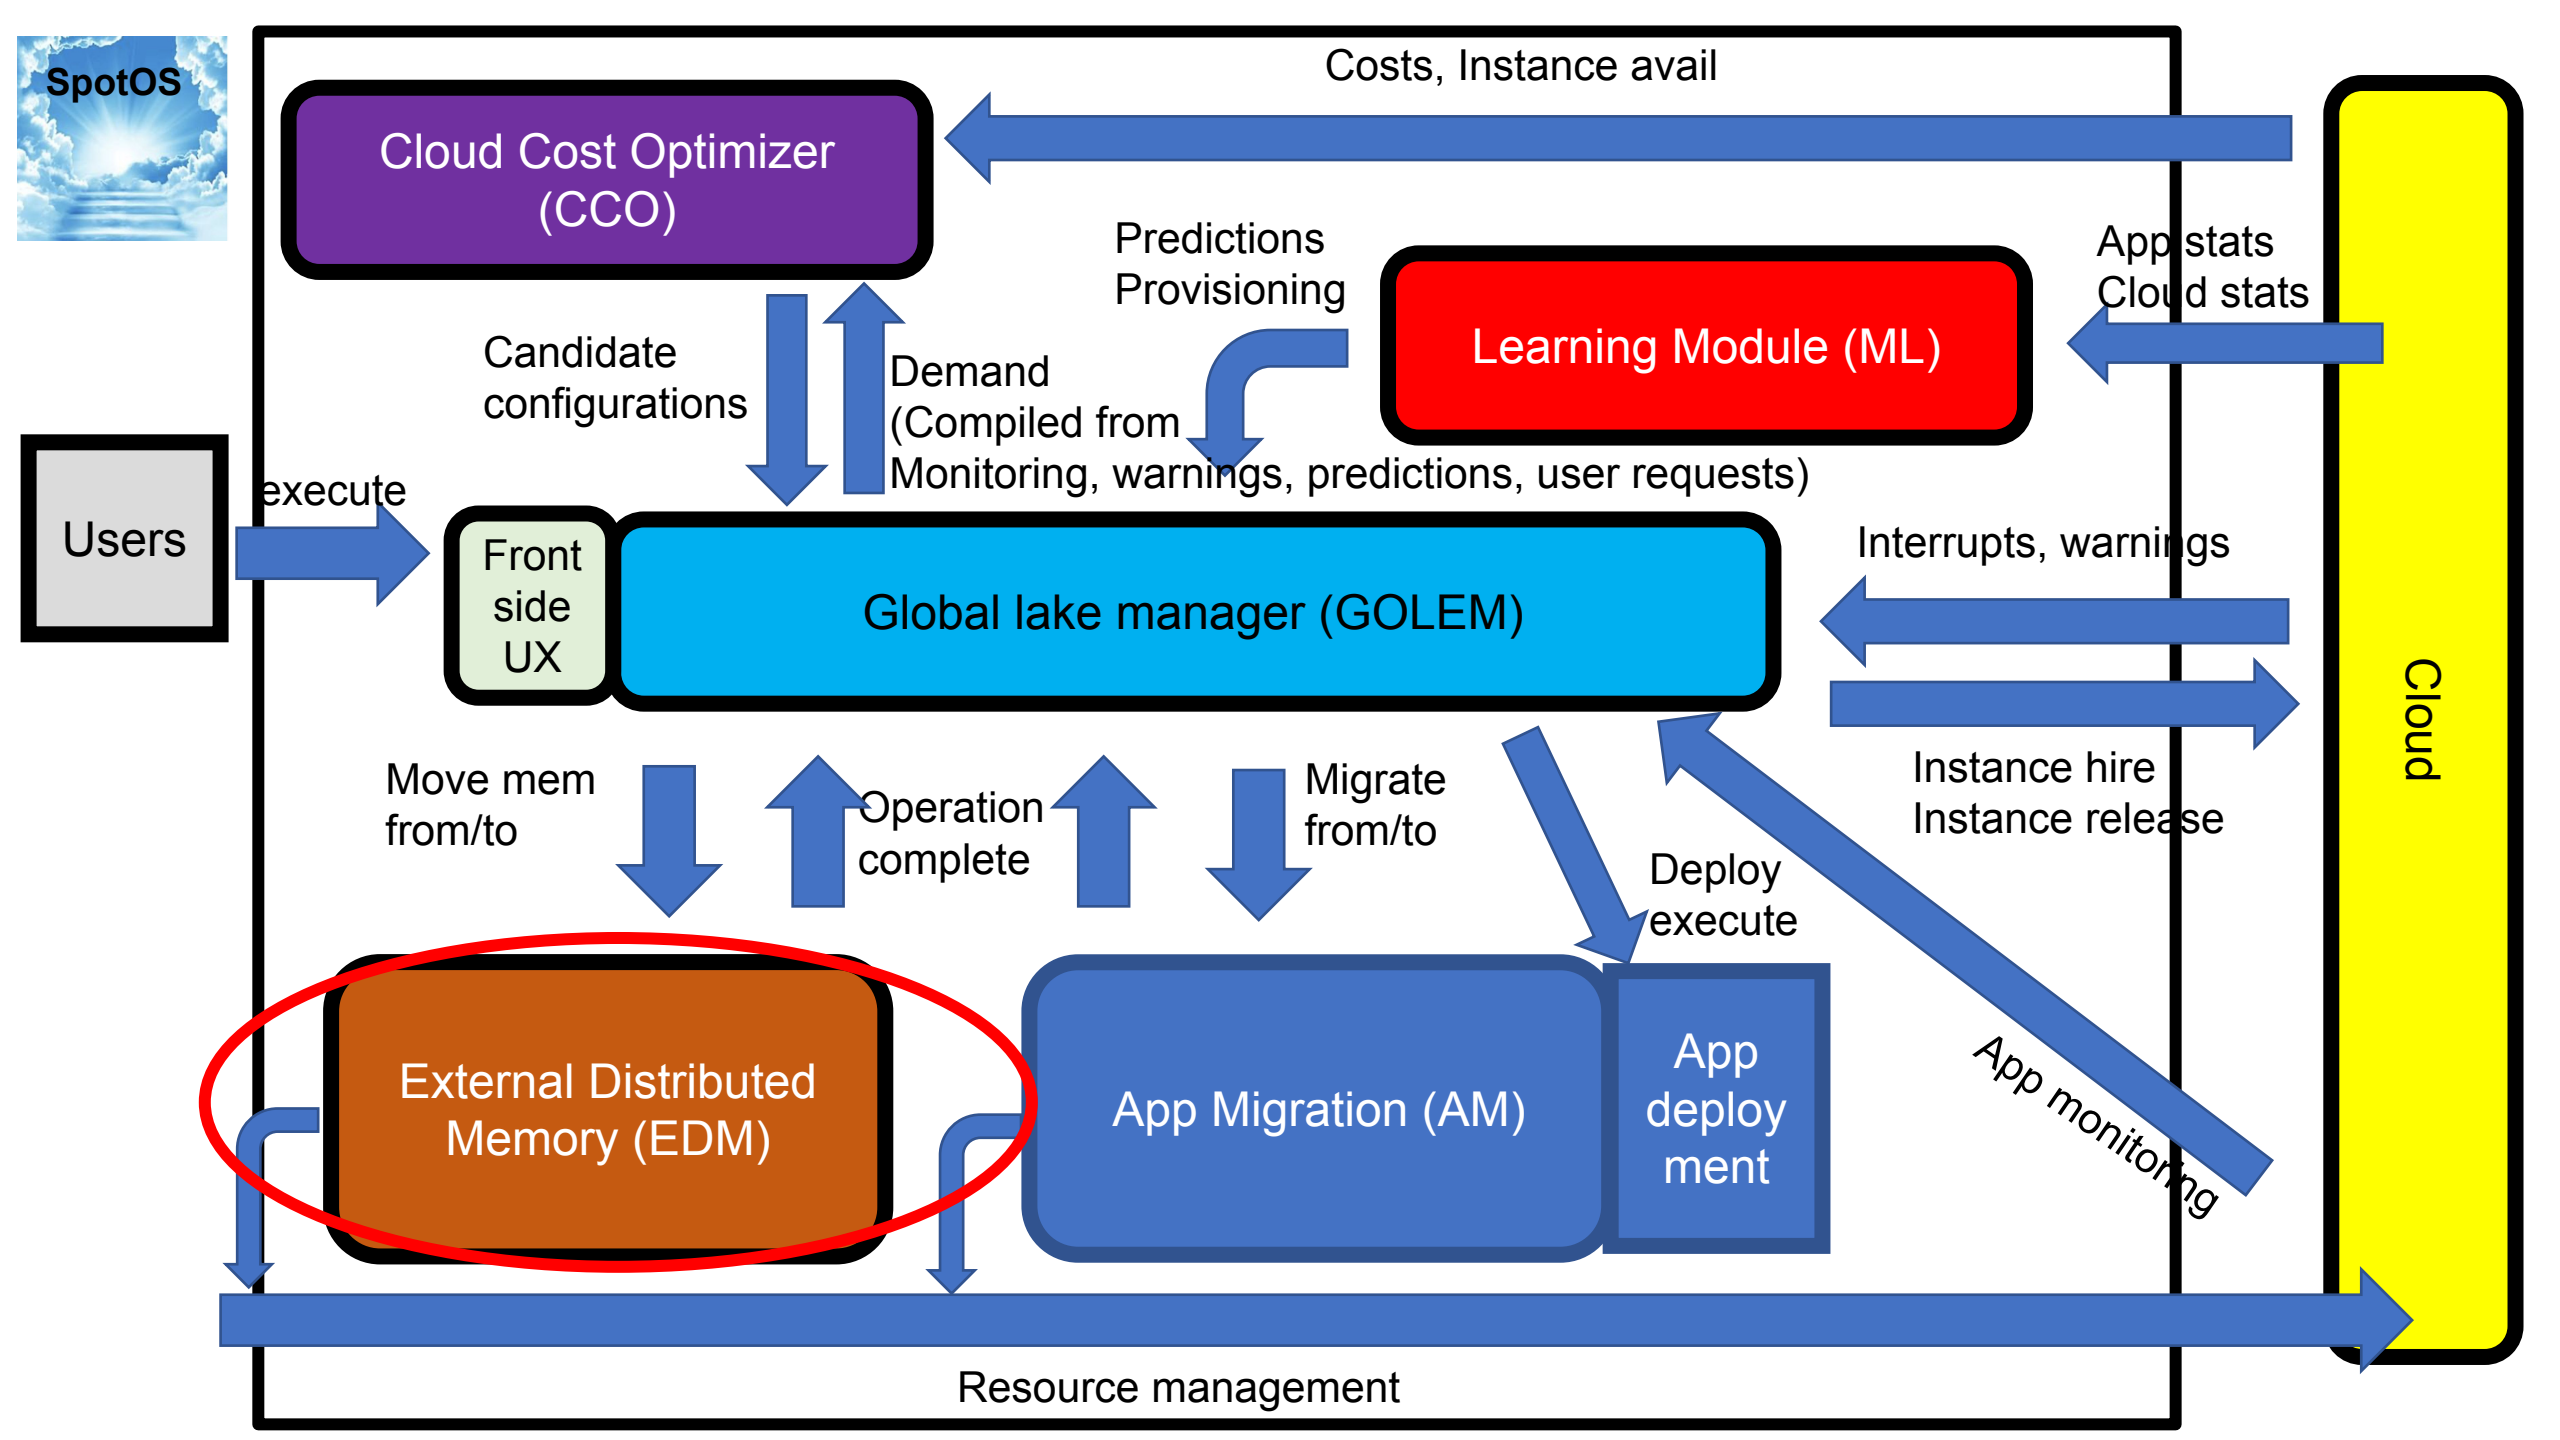 SpotOS
Costs, Instance avail
Cloud Cost Optimizer
(CCO)
Predictions
Provisioning
App stats
Cloud stats
Learning Module (ML)
Candidate
configurations
Demand
(Compiled from
Monitoring, warnings, predictions, user requests)
Users
execute
Front
side
UX
Global lake manager (GOLEM)
Interrupts, warnings
Instance hire
Instance release
Cloud
Move mem
from/to
Operation
complete
Migrate
from/to
Deploy
execute
External Distributed
Memory (EDM)
App Migration (AM)
App
deploy
ment
App monitoring
Resource management